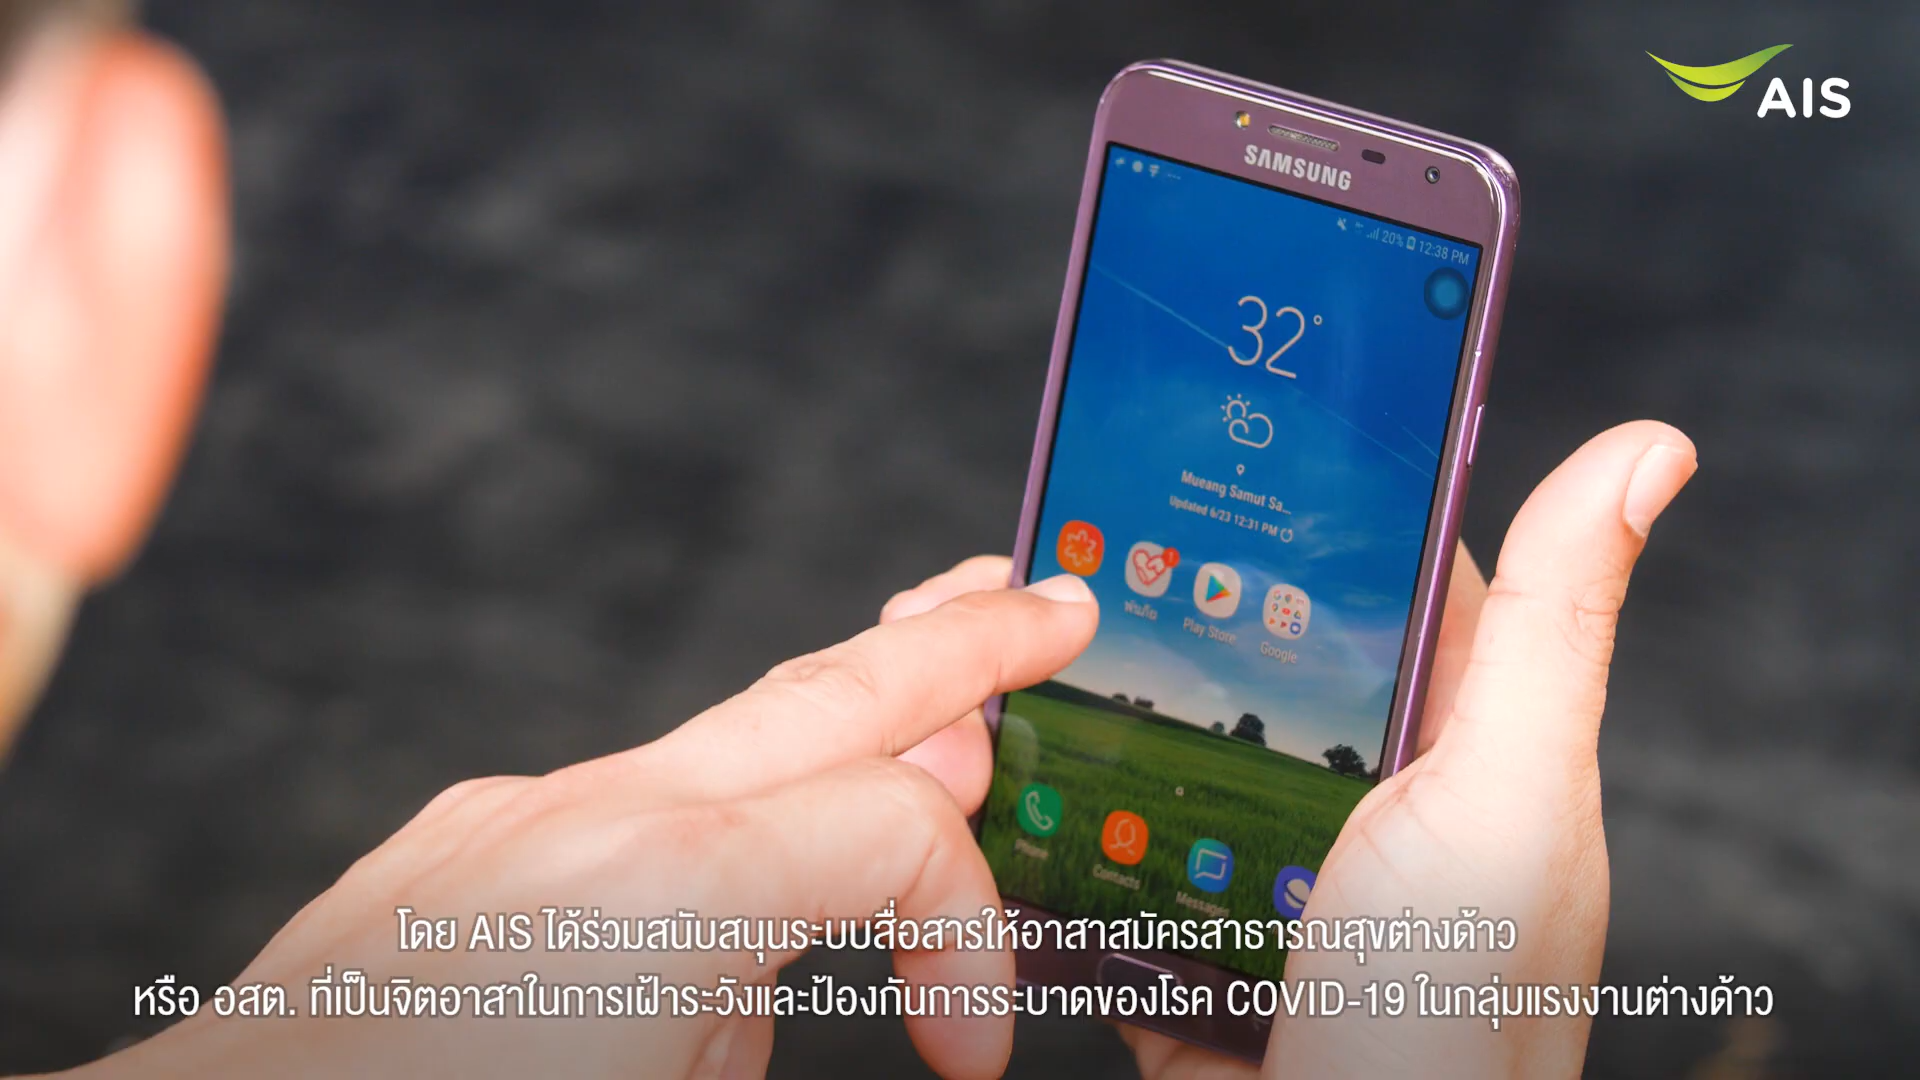 AIS
SAMSUNG
20% 12:38 PM
32°
Mueang Samut Sa...
Updated 6/23 12:31 PM
พ้นภัย
Play Store
Google
Phone
Contacts
Messages
โดย AIS ได้ร่วมสนับสนุนระบบสื่อสารให้อาสาสมัครสาธารณสุขต่างด้าว
หรือ อสต. ที่เป็นจิตอาสาในการเฝ้าระวังและป้องกันการระบาดของโรค COVID-19 ในกลุ่มแรงงานต่างด้าว